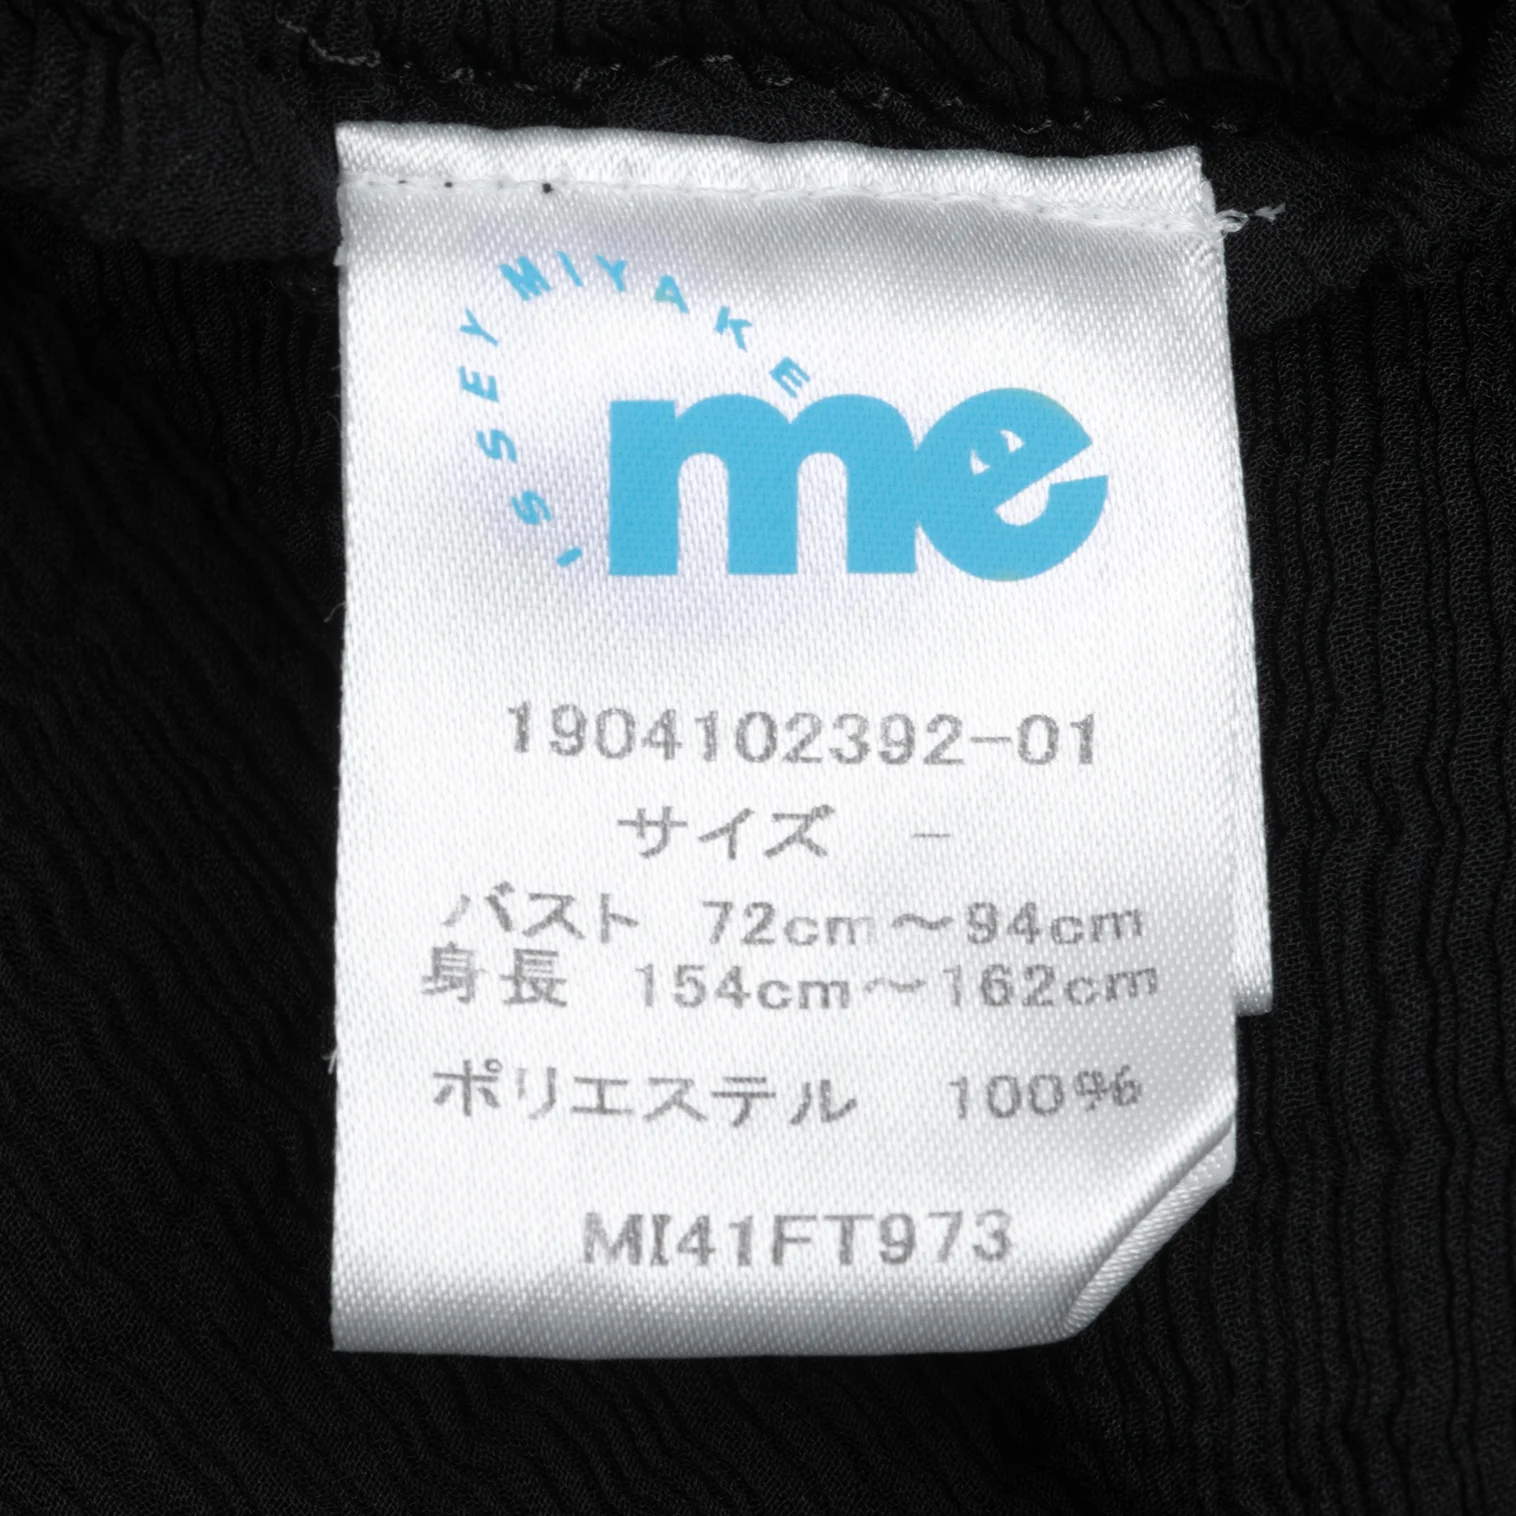 ISSEY MIYAKE
me
1904102392-01
サイズ -
バスト 72cm～94cm
身長 154cm～162cm
ポリエステル 100%
MI41FT973